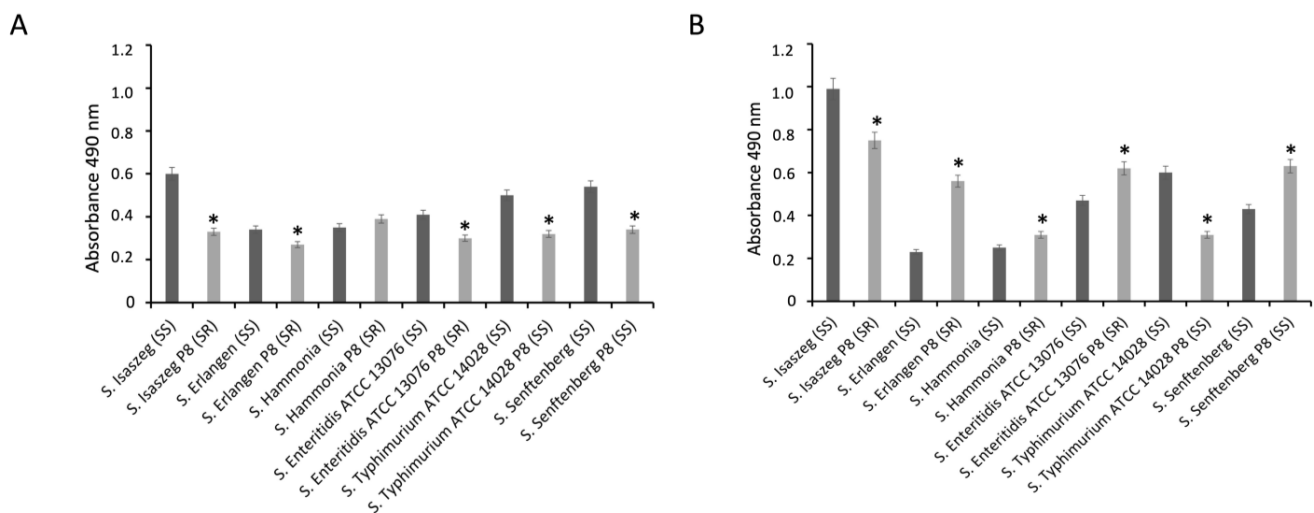 A
Absorbance 490 nm
1.2
1.0
0.8
0.6
0.4
0.2
0
*
*
*
*
*
S. Isaszeg (SS)
S. Isaszeg P8 (SR)
S. Erlangen (SS)
S. Erlangen P8 (SR)
S. Hammonia (SS)
S. Hammonia P8 (SR)
S. Enteritidis ATCC 13076 (SS)
S. Enteritidis ATCC 13076 P8 (SR)
S. Typhimurium ATCC 14028 (SS)
S. Typhimurium ATCC 14028 P8 (SS)
S. Senftenberg (SS)
S. Senftenberg P8 (SS)
B
Absorbance 490 nm
1.2
1.0
0.8
0.6
0.4
0.2
0
*
*
*
*
*
*
S. Isaszeg (SS)
S. Isaszeg P8 (SR)
S. Erlangen (SS)
S. Erlangen P8 (SR)
S. Hammonia (SS)
S. Hammonia P8 (SR)
S. Enteritidis ATCC 13076 (SS)
S. Enteritidis ATCC 13076 P8 (SR)
S. Typhimurium ATCC 14028 (SS)
S. Typhimurium ATCC 14028 P8 (SS)
S. Senftenberg (SS)
S. Senftenberg P8 (SS)